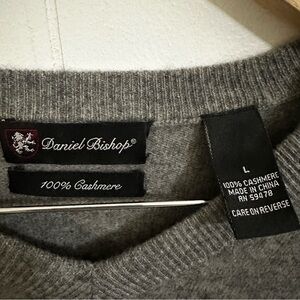 Daniel Bishop®
100% Cashmere
L
100% CASHMERE
MADE IN CHINA
RN 59478
CARE ON REVERSE